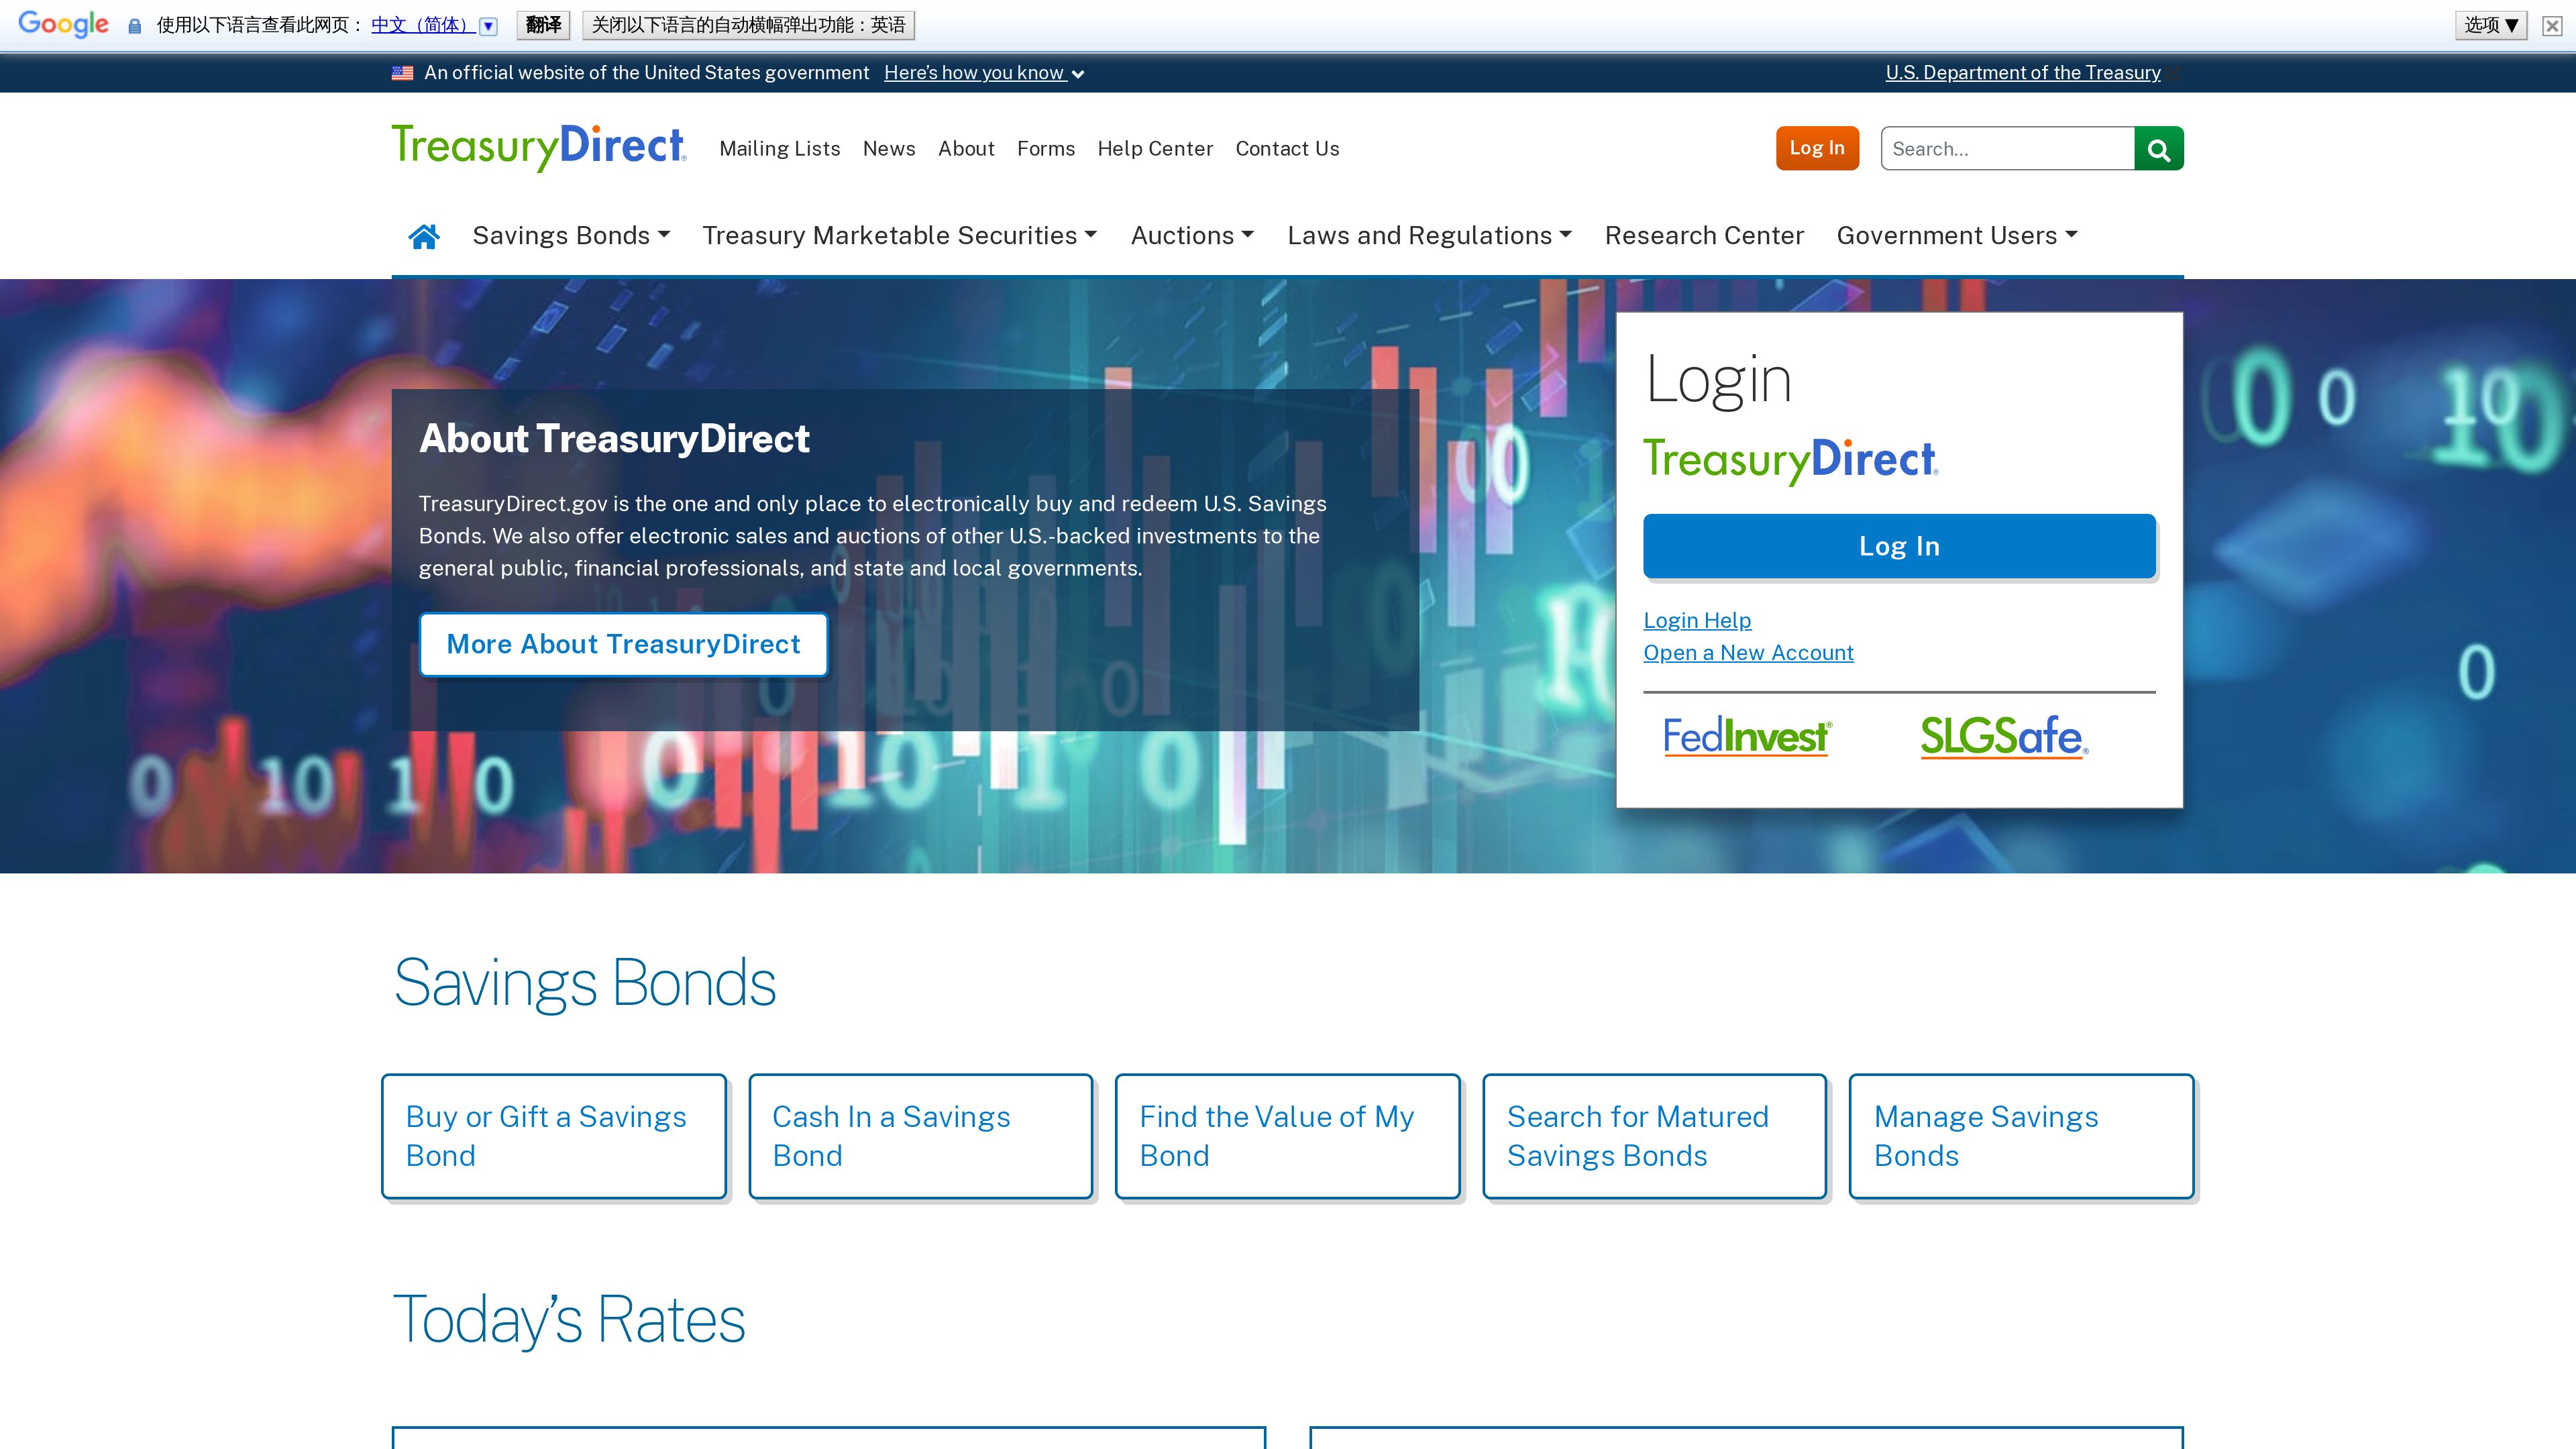 Google 使用以下语言查看此网页： 中文（简体） 翻译 关闭以下语言的自动横幅弹出功能：英语 选项 ▼
An official website of the United States government Here's how you know U.S. Department of the Treasury
TreasuryDirect® Mailing Lists News About Forms Help Center Contact Us Log In Search...
Savings Bonds Treasury Marketable Securities Auctions Laws and Regulations Research Center Government Users
About TreasuryDirect
TreasuryDirect.gov is the one and only place to electronically buy and redeem U.S. Savings
Bonds. We also offer electronic sales and auctions of other U.S.-backed investments to the
general public, financial professionals, and state and local governments.
More About TreasuryDirect
Login
TreasuryDirect®
Log In
Login Help
Open a New Account
FedInvest® SLGSafe®
Savings Bonds
Buy or Gift a Savings
Bond
Cash In a Savings
Bond
Find the Value of My
Bond
Search for Matured
Savings Bonds
Manage Savings
Bonds
Today's Rates